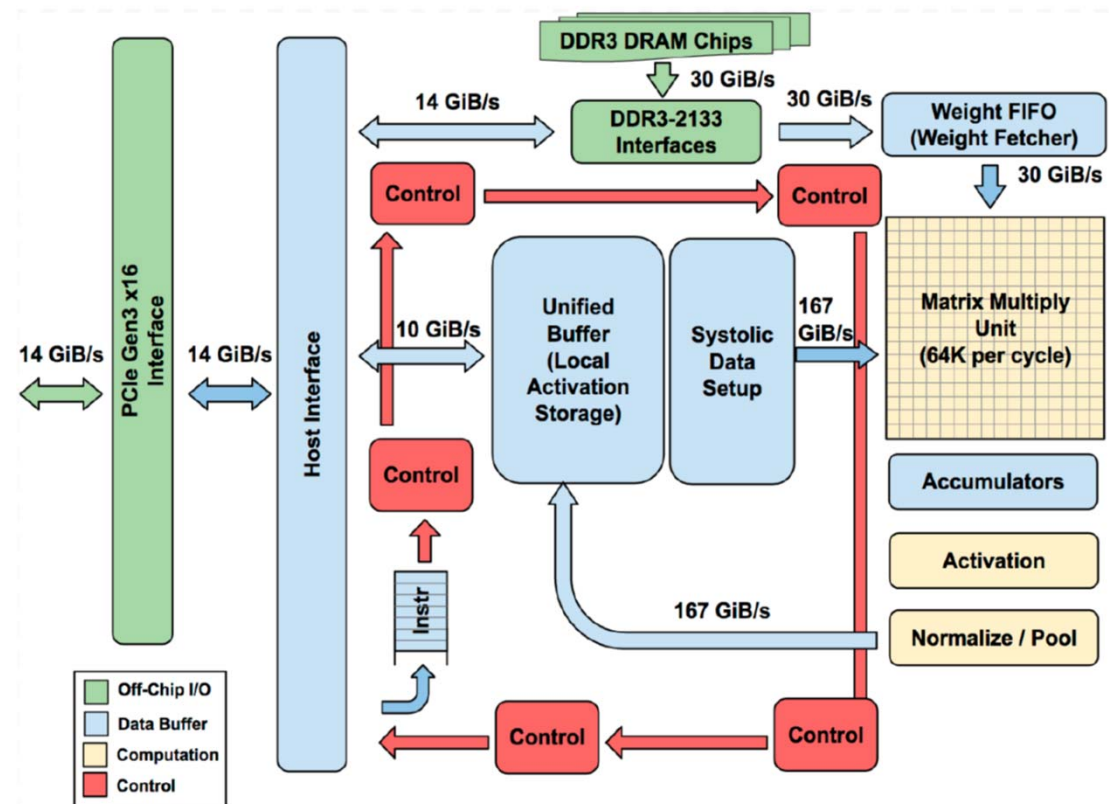 DDR3 DRAM Chips
30 GiB/s
14 GiB/s
DDR3-2133
Interfaces
30 GiB/s
Weight FIFO
(Weight Fetcher)
30 GiB/s
Control
Control
PCIe Gen3 x16
Interface
Host Interface
14 GiB/s
14 GiB/s
10 GiB/s
Unified
Buffer
(Local
Activation
Storage)
Systolic
Data
Setup
167
GiB/s
Matrix Multiply
Unit
(64K per cycle)
Control
Accumulators
Activation
Instr
167 GiB/s
Normalize / Pool
Off-Chip I/O
Data Buffer
Computation
Control
Control
Control